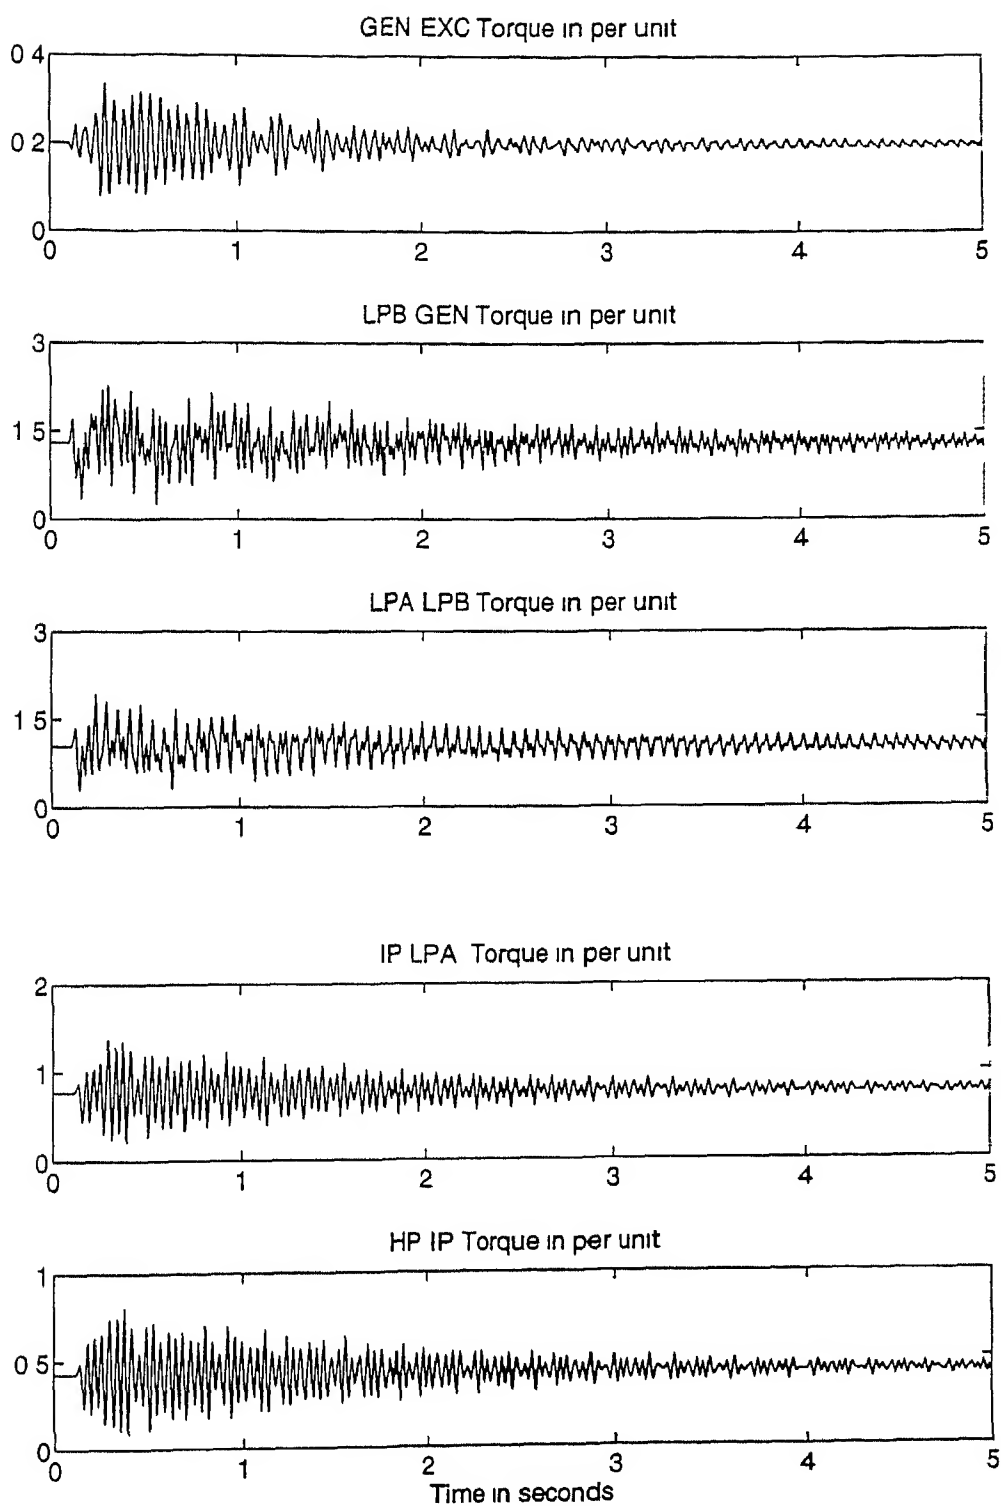 GEN EXC Torque in per unit
0 4
0 2
0
0 1 2 3 4 5
LPB GEN Torque in per unit
3
1 5
0
0 1 2 3 4 5
LPA LPB Torque in per unit
3
1 5
0
0 1 2 3 4 5
IP LPA Torque in per unit
2
1
0
0 1 2 3 4 5
HP IP Torque in per unit
1
0 5
0
0 1 2 3 4 5
Time in seconds